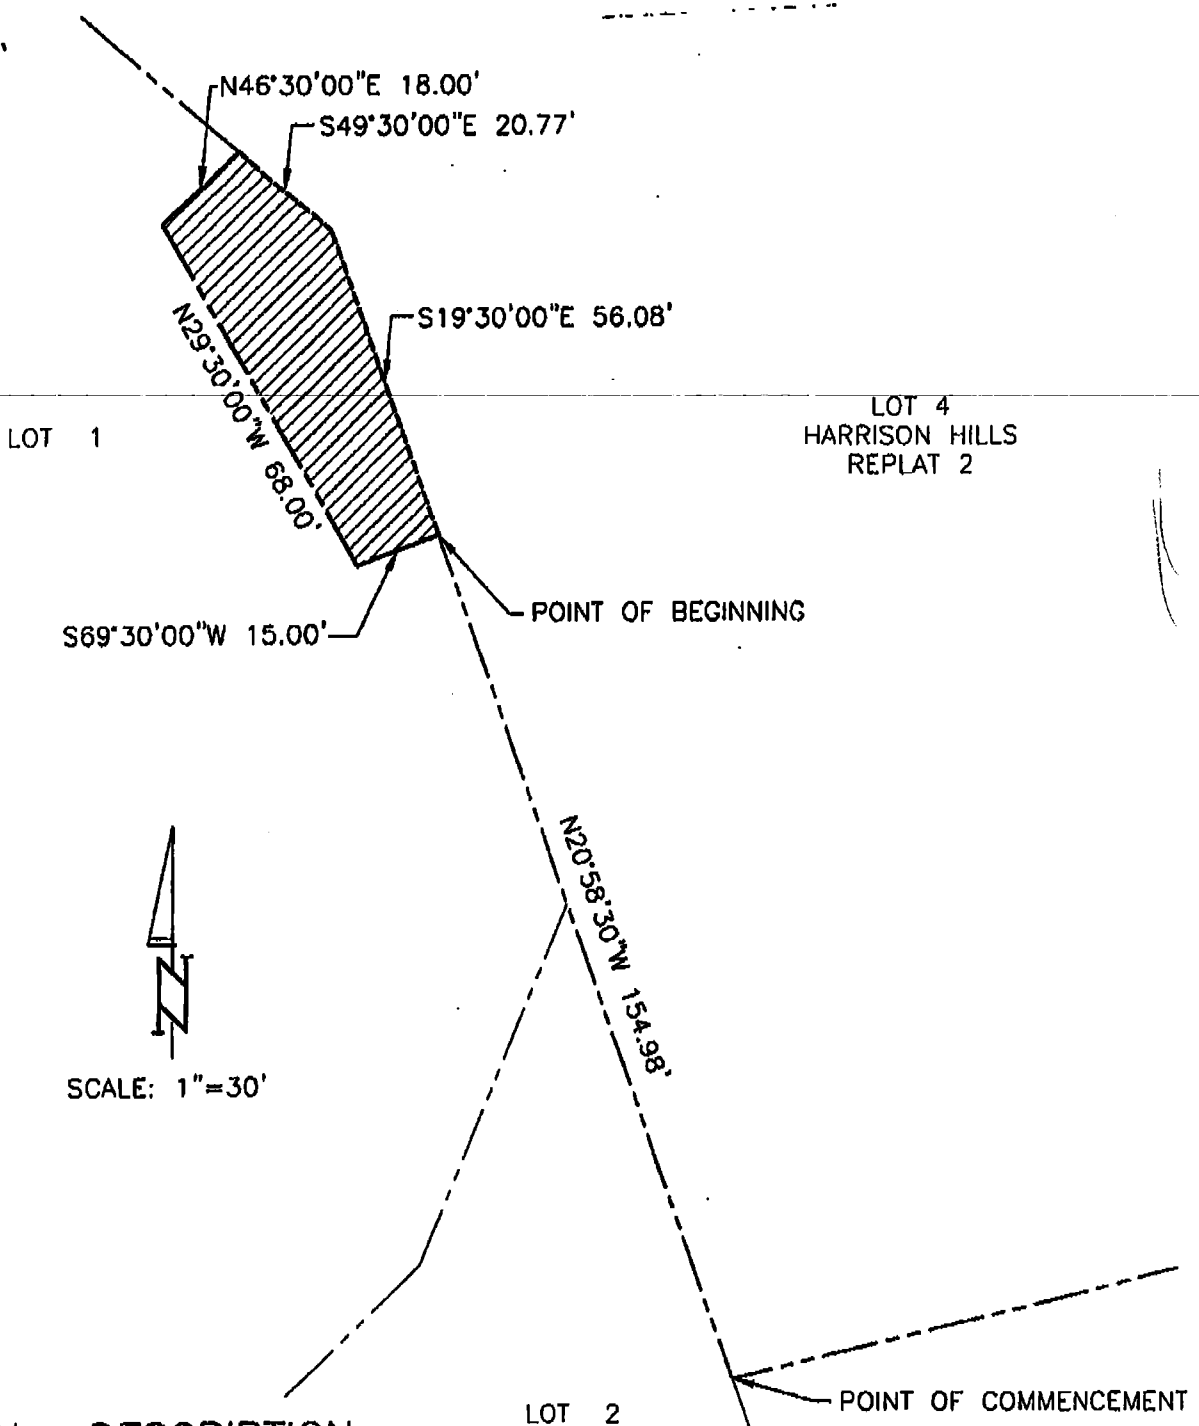 N46°30'00"E 18.00'
S49°30'00"E 20.77'
S19°30'00"E 56.08'
N29°30'00"W 68.00'
LOT 4
HARRISON HILLS
REPLAT 2
LOT 1
POINT OF BEGINNING
S69°30'00"W 15.00'
N20°58'30"W 154.98'
N
SCALE: 1"=30'
POINT OF COMMENCEMENT
LOT 2
DESCRIPTION